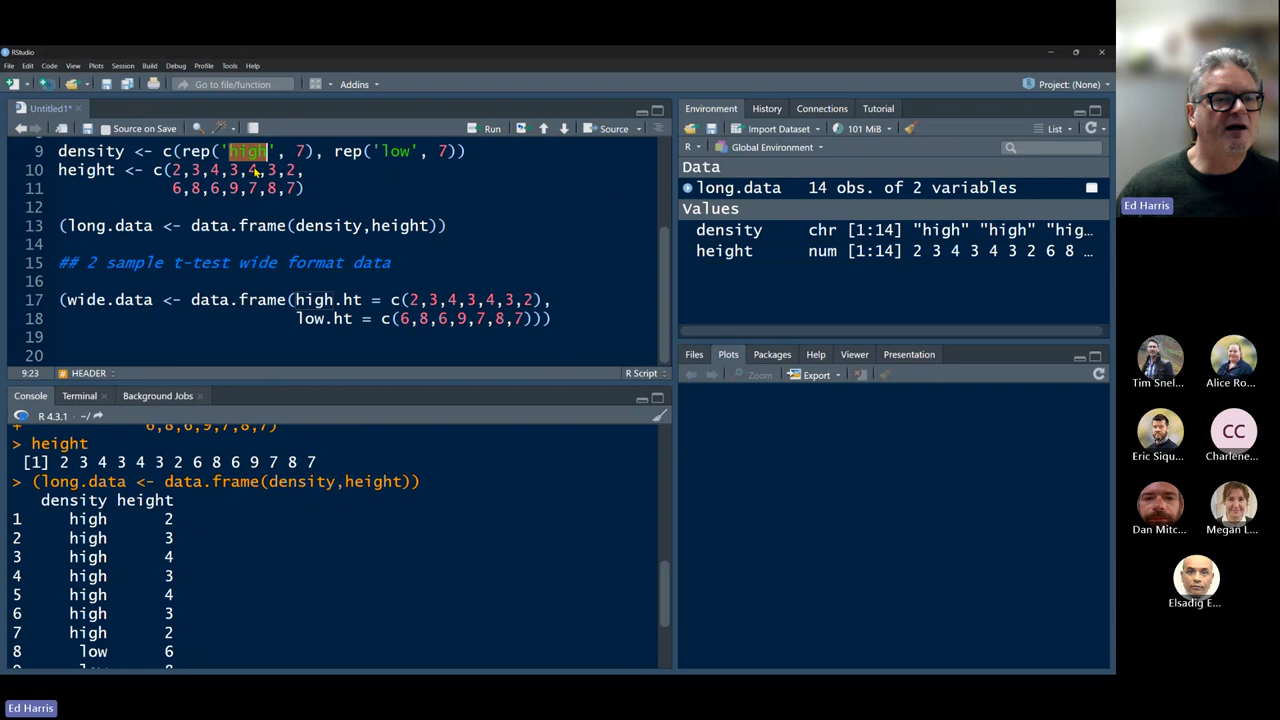 RStudio
File Edit Code View Plots Session Build Debug Profile Tools Help
Go to file/function
Addins
Project: (None)
Untitled1*
Source on Save
Run
Source
9 density <- c(rep('high', 7), rep('low', 7))
10 height <- c(2,3,4,3,4,3,2,
11 6,8,6,9,7,8,7)
12
13 (long.data <- data.frame(density,height))
14
15 ## 2 sample t-test wide format data
16
17 (wide.data <- data.frame(high.ht = c(2,3,4,3,4,3,2),
18 low.ht = c(6,8,6,9,7,8,7)))
19
20
9:23 # HEADER R Script
Console Terminal Background Jobs
R 4.3.1 · ~/
+ 6,8,6,9,7,8,7)
> height
[1] 2 3 4 3 4 3 2 6 8 6 9 7 8 7
> (long.data <- data.frame(density,height))
density height
1 high 2
2 high 3
3 high 4
4 high 3
5 high 4
6 high 3
7 high 2
8 low 6
Environment History Connections Tutorial
Import Dataset 101 MiB List
R Global Environment
Data
long.data 14 obs. of 2 variables
Values
density chr [1:14] "high" "high" "hig…
height num [1:14] 2 3 4 3 4 3 2 6 8 …
Files Plots Packages Help Viewer Presentation
Zoom Export
Ed Harris
Tim Snel... Alice Ro...
CC
Eric Siqu... Charlene...
Dan Mitc... Megan L...
Elsadig E...
Ed Harris